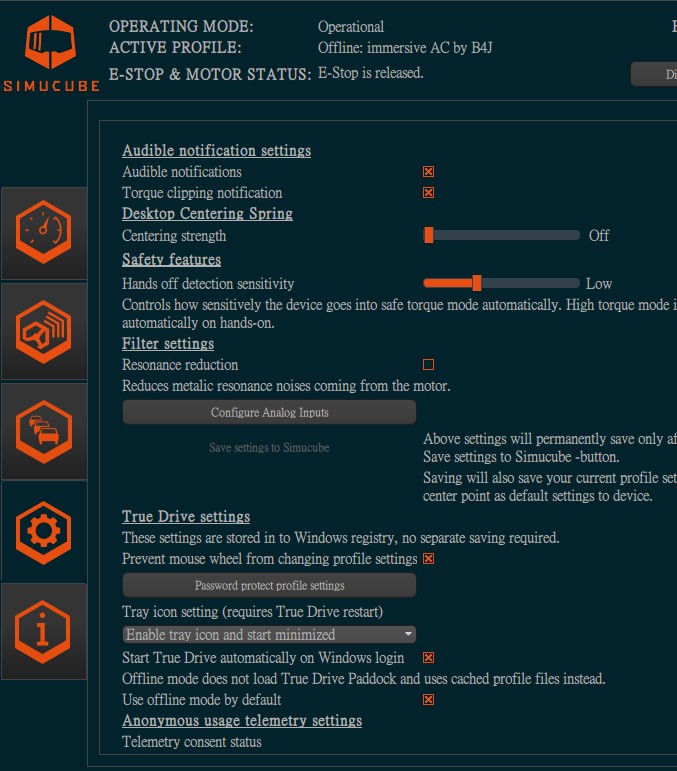 OPERATING MODE: Operational
ACTIVE PROFILE: Offline: immersive AC by B4J
SIMUCUBE
E-STOP & MOTOR STATUS: E-Stop is released.
Di
Audible notification settings
Audible notifications
Torque clipping notification
Desktop Centering Spring
Centering strength Off
Safety features
Hands off detection sensitivity Low
Controls how sensitively the device goes into safe torque mode automatically. High torque mode i
automatically on hands-on.
Filter settings
Resonance reduction
Reduces metalic resonance noises coming from the motor.
Configure Analog Inputs
Save settings to Simucube
Above settings will permanently save only af
Save settings to Simucube -button.
Saving will also save your current profile set
center point as default settings to device.
True Drive settings
These settings are stored in to Windows registry, no separate saving required.
Prevent mouse wheel from changing profile settings
Password protect profile settings
Tray icon setting (requires True Drive restart)
Enable tray icon and start minimized
Start True Drive automatically on Windows login
Offline mode does not load True Drive Paddock and uses cached profile files instead.
Use offline mode by default
Anonymous usage telemetry settings
Telemetry consent status